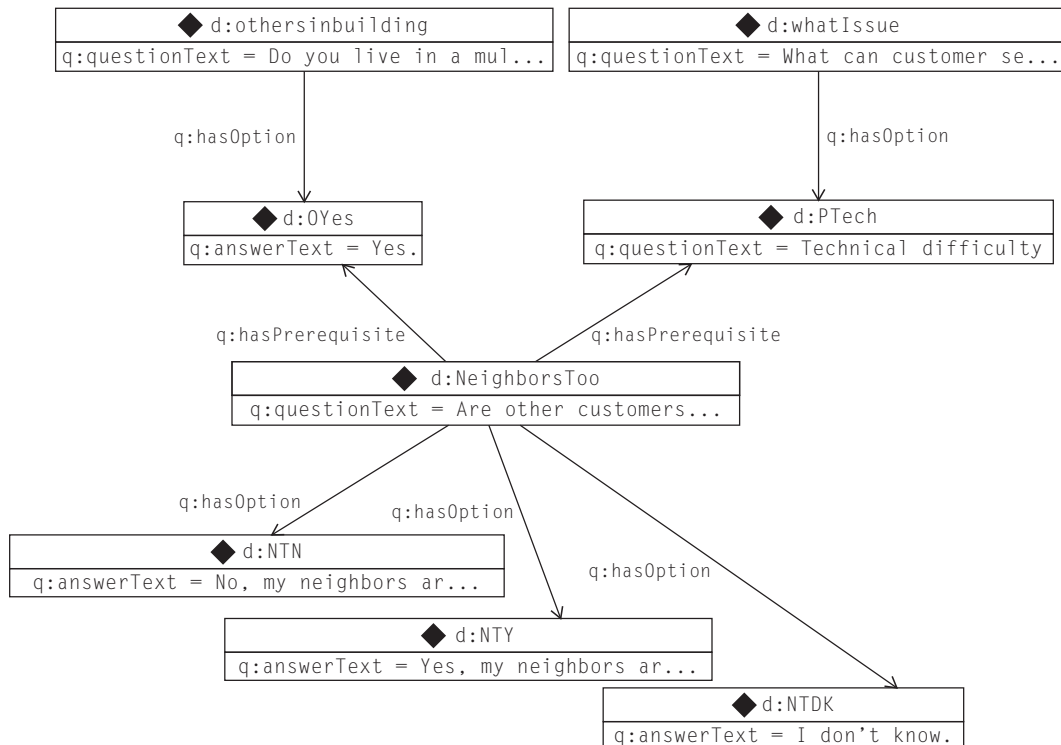 d:othersinbuilding
q:questionText = Do you live in a mul...
d:whatIssue
q:questionText = What can customer se...
q:hasOption
q:hasOption
d:OYes
q:answerText = Yes.
d:PTech
q:questionText = Technical difficulty
q:hasPrerequisite
q:hasPrerequisite
d:NeighborsToo
q:questionText = Are other customers...
q:hasOption
q:hasOption
q:hasOption
d:NTN
q:answerText = No, my neighbors ar...
d:NTY
q:answerText = Yes, my neighbors ar...
d:NTDK
q:answerText = I don't know.